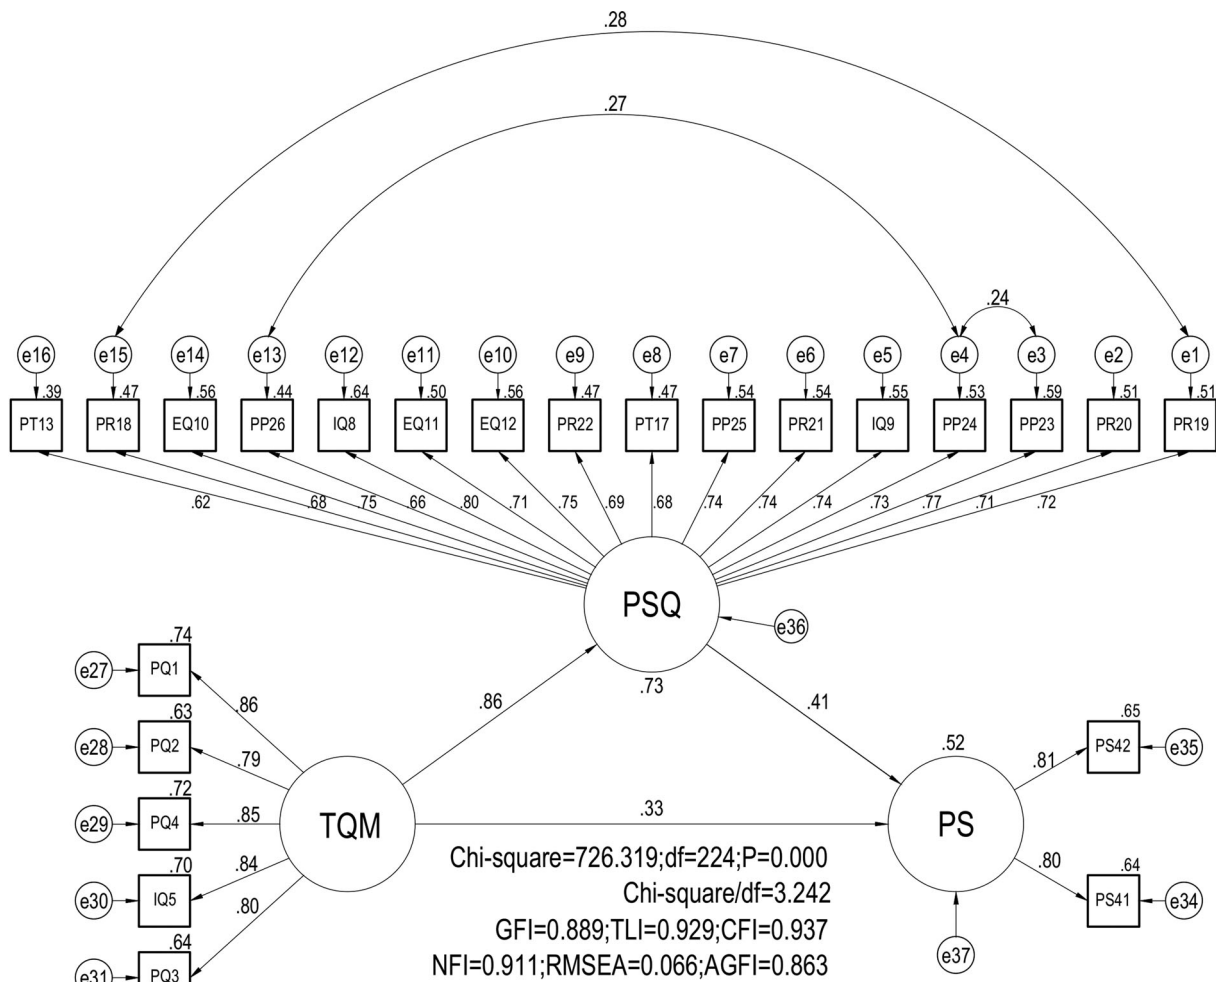 .28
.27
.24
e16 e15 e14 e13 e12 e11 e10 e9 e8 e7 e6 e5 e4 e3 e2 e1
.39 .47 .56 .44 .64 .50 .56 .47 .47 .54 .54 .55 .53 .59 .51 .51
PT13 PR18 EQ10 PP26 IQ8 EQ11 EQ12 PR22 PT17 PP25 PR21 IQ9 PP24 PP23 PR20 PR19
.62 .68 .75 .66 .80 .71 .75 .69 .68 .74 .74 .74 .73 .77 .71 .72
PSQ
e36
.73
.74
e27 PQ1
.86
.86
.41
.63
e28 PQ2
.79
.65
PS42 e35
.81
.52
.72
e29 PQ4
.85
TQM
.33
PS
.70
e30 IQ5
.84
.80
.64
PS41 e34
.80
.64
e31 PQ3
e37
Chi-square=726.319;df=224;P=0.000
Chi-square/df=3.242
GFI=0.889;TLI=0.929;CFI=0.937
NFI=0.911;RMSEA=0.066;AGFI=0.863